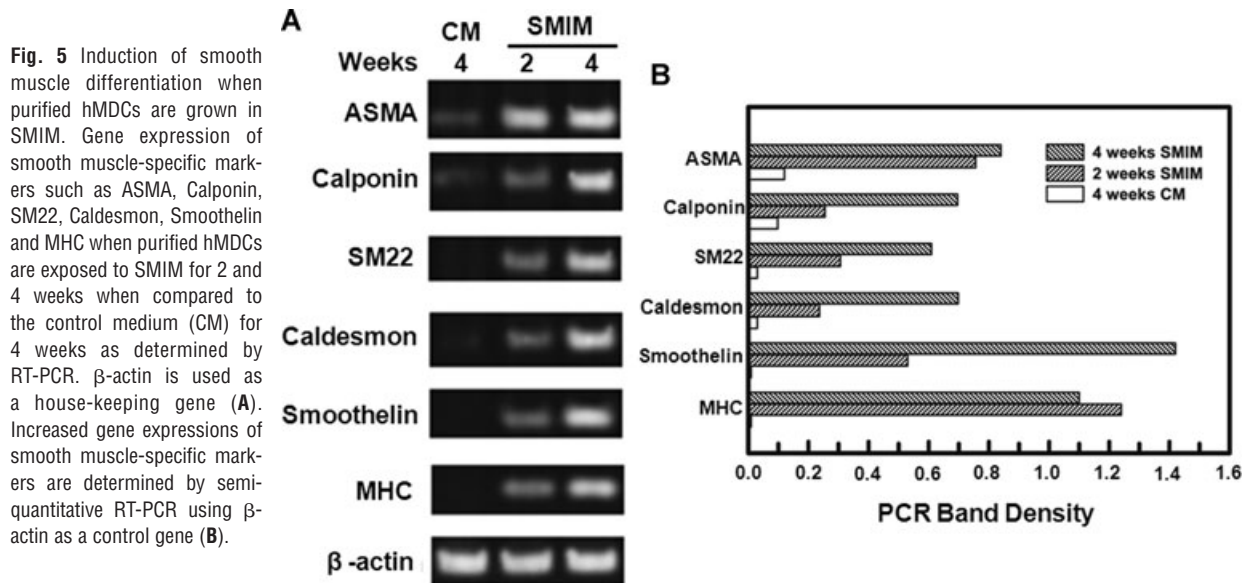 Fig. 5 Induction of smooth
muscle differentiation when
purified hMDCs are grown in
SMIM. Gene expression of
smooth muscle-specific mark-
ers such as ASMA, Calponin,
SM22, Caldesmon, Smoothelin
and MHC when purified hMDCs
are exposed to SMIM for 2 and
4 weeks when compared to
the control medium (CM) for
4 weeks as determined by
RT-PCR. β-actin is used as
a house-keeping gene (A).
Increased gene expressions of
smooth muscle-specific mark-
ers are determined by semi-
quantitative RT-PCR using β-
actin as a control gene (B).
A
CM SMIM
Weeks 4 2 4
ASMA
Calponin
SM22
Caldesmon
Smoothelin
MHC
β -actin
B
4 weeks SMIM
2 weeks SMIM
4 weeks CM
ASMA
Calponin
SM22
Caldesmon
Smoothelin
MHC
0.0 0.2 0.4 0.6 0.8 1.0 1.2 1.4 1.6
PCR Band Density